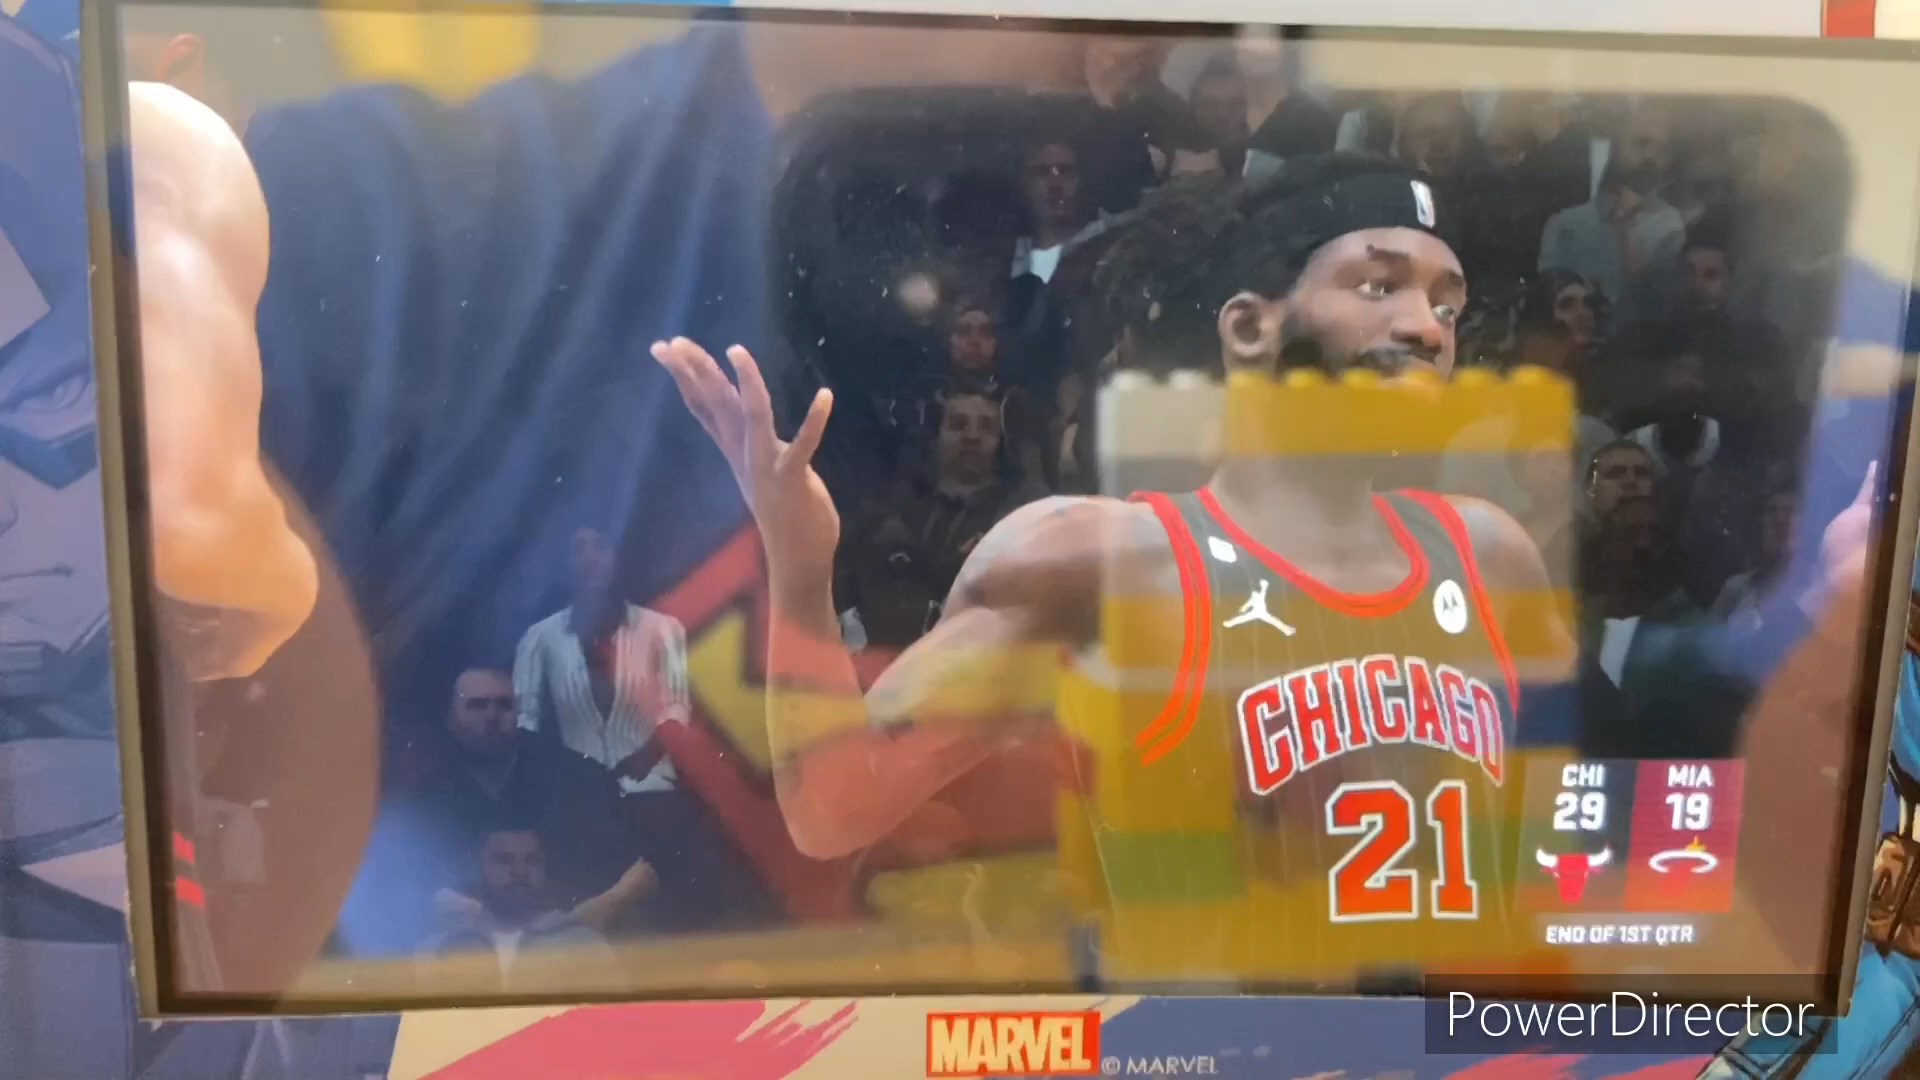 CHICAGO
21
CHI MIA
29 19
END OF 1ST QTR
PowerDirector
MARVEL © MARVEL